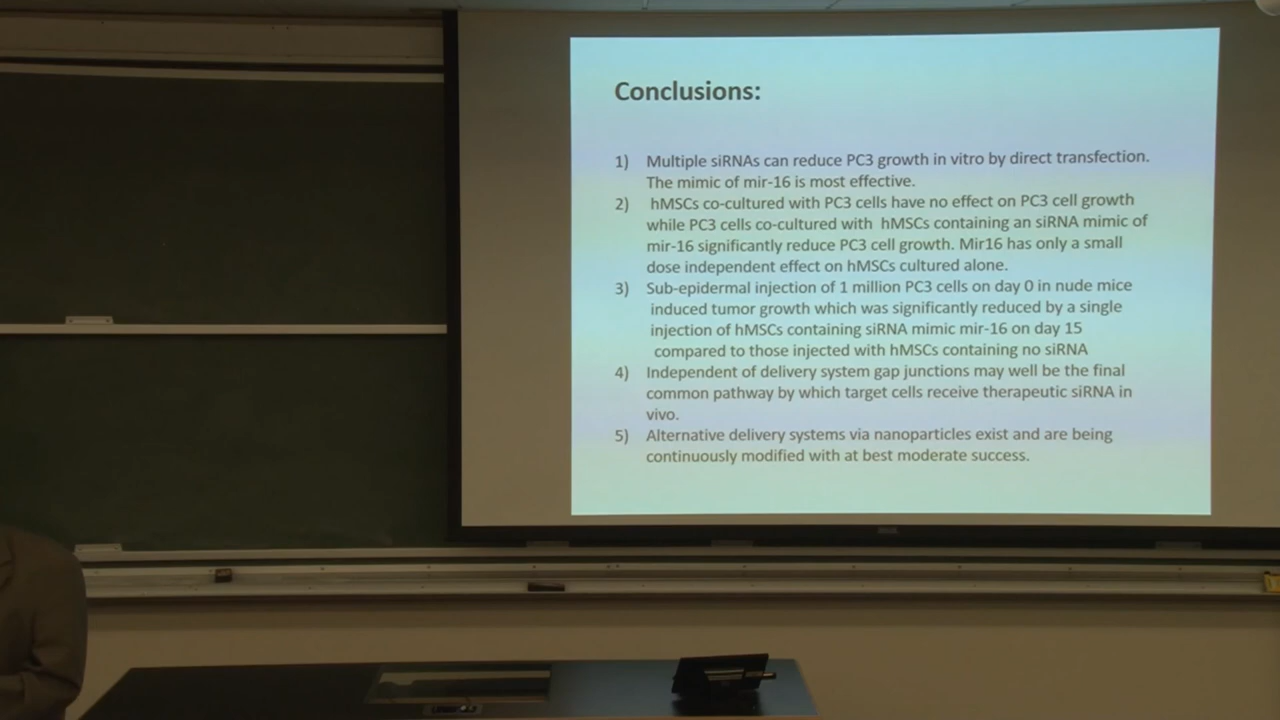 Conclusions:
1) Multiple siRNAs can reduce PC3 growth in vitro by direct transfection.
The mimic of mir-16 is most effective.
2) hMSCs co-cultured with PC3 cells have no effect on PC3 cell growth
while PC3 cells co-cultured with hMSCs containing an siRNA mimic of
mir-16 significantly reduce PC3 cell growth. Mir16 has only a small
dose independent effect on hMSCs cultured alone.
3) Sub-epidermal injection of 1 million PC3 cells on day 0 in nude mice
induced tumor growth which was significantly reduced by a single
injection of hMSCs containing siRNA mimic mir-16 on day 15
compared to those injected with hMSCs containing no siRNA
4) Independent of delivery system gap junctions may well be the final
common pathway by which target cells receive therapeutic siRNA in
vivo.
5) Alternative delivery systems via nanoparticles exist and are being
continuously modified with at best moderate success.